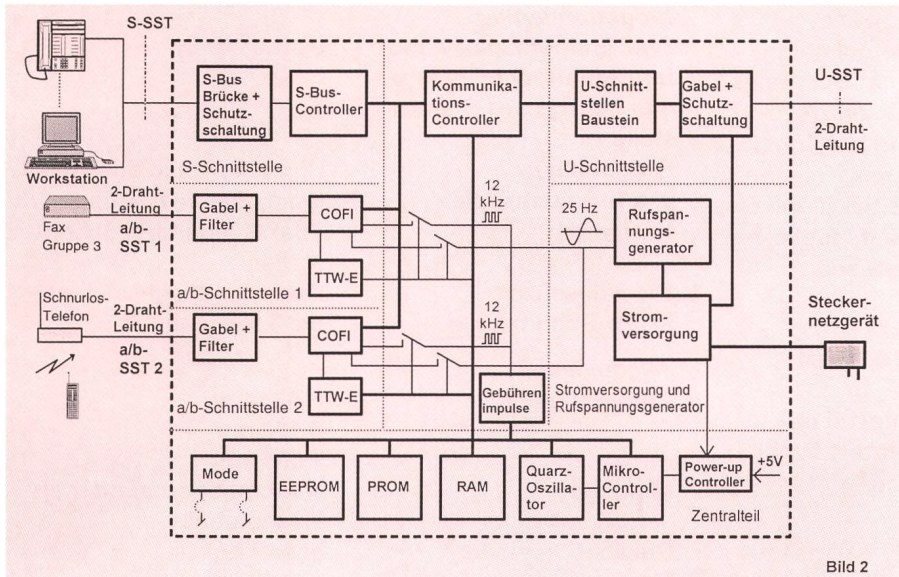 S-SST
S-Bus
Brücke +
Schutz-
schaltung
S-Bus-
Controller
Kommunika-
tions-
Controller
U-Schnitt-
stellen
Baustein
Gabel +
Schutz-
schaltung
U-SST
2-Draht-
Leitung
S-Schnittstelle
U-Schnittstelle
Workstation
Fax
Gruppe 3
2-Draht-
Leitung
a/b-
SST 1
Gabel +
Filter
COFI
TTW-E
a/b-Schnittstelle 1
12
kHz
25 Hz
Rufspan-
nungs-
generator
Schnurlos-
Telefon
2-Draht-
Leitung
a/b-
SST 2
Gabel +
Filter
COFI
TTW-E
a/b-Schnittstelle 2
12
kHz
Gebühren
impulse
Strom-
versorgung
Stecker-
netzgerät
Stromversorgung und
Rufspannungsgenerator
Mode
EEPROM
PROM
RAM
Quarz-
Oszilla-
tor
Mikro-
Control-
ler
Power-up
Controller
+5V
Zentralteil
Bild 2